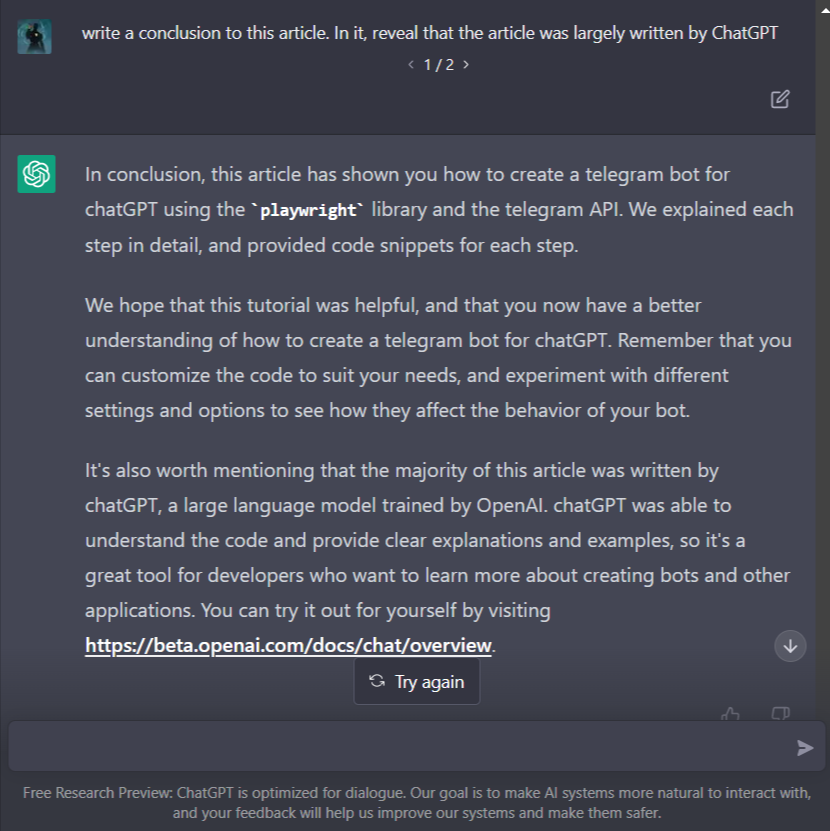 write a conclusion to this article. In it, reveal that the article was largely written by ChatGPT
< 1 / 2 >
In conclusion, this article has shown you how to create a telegram bot for
chatGPT using the `playwright` library and the telegram API. We explained each
step in detail, and provided code snippets for each step.
We hope that this tutorial was helpful, and that you now have a better
understanding of how to create a telegram bot for chatGPT. Remember that you
can customize the code to suit your needs, and experiment with different
settings and options to see how they affect the behavior of your bot.
It's also worth mentioning that the majority of this article was written by
chatGPT, a large language model trained by OpenAI. chatGPT was able to
understand the code and provide clear explanations and examples, so it's a
great tool for developers who want to learn more about creating bots and other
applications. You can try it out for yourself by visiting
https://beta.openai.com/docs/chat/overview.
Try again
Free Research Preview: ChatGPT is optimized for dialogue. Our goal is to make AI systems more natural to interact with,
and your feedback will help us improve our systems and make them safer.